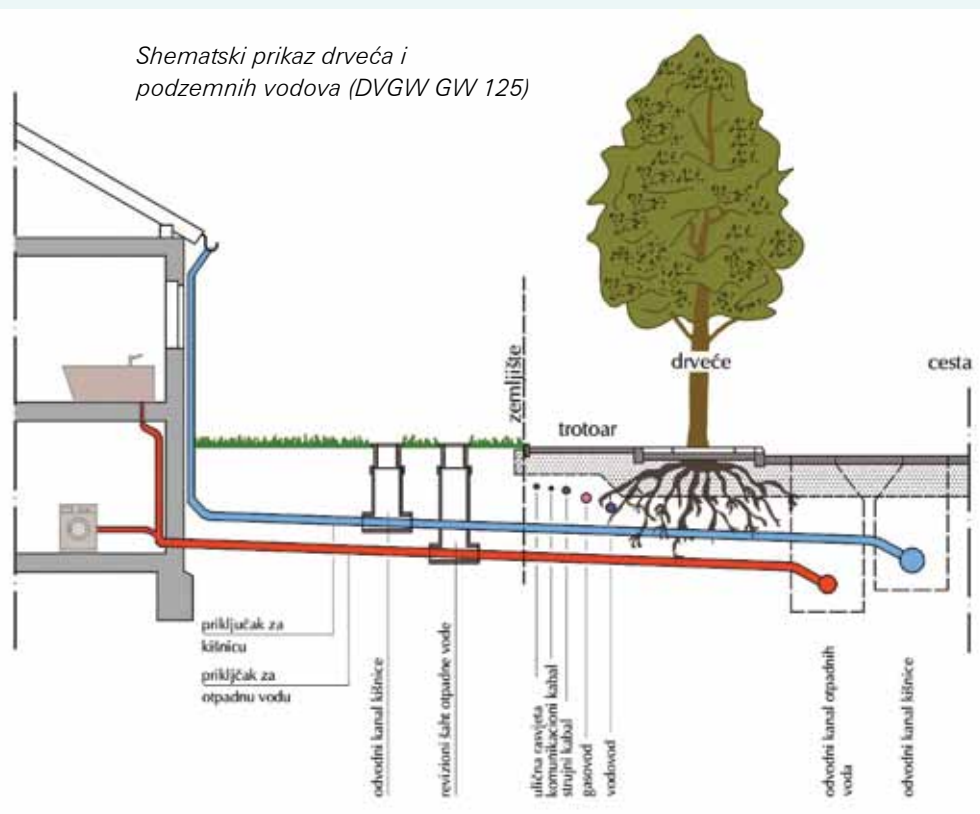 Shematski prikaz drveća i
podzemnih vodova (DVGW GW 125)
zemljište
drveće
cesta
trotoar
priključak za
kišnicu
prikljčak za
otpadnu vodu
odvodni kanal kišnice
revizioni šaht otpadne vode
ulična rasvjeta
komunikacioni kabal
strujni kabal
gasovod
vodovod
odvodni kanal otpadnih
voda
odvodni kanal kišnice